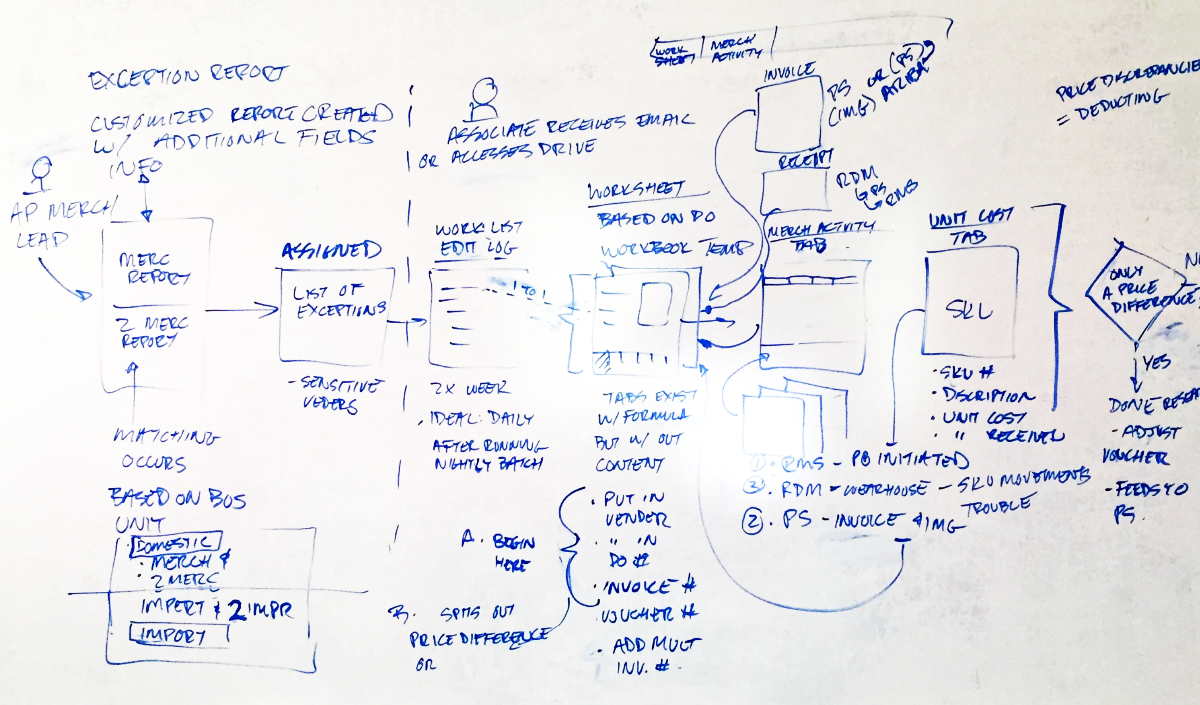 EXCEPTION REPORT
CUSTOMIZED REPORT CREATED
W/ ADDITIONAL FIELDS
INFO
AP MERCH
LEAD
MERC
REPORT
2 MERC
REPORT
MATCHING
OCCURS
BASED ON BUS
UNIT
DOMESTIC
• MERCH &
• 2 MERC
IMPERT & 2 IMPR
IMPORT
ASSIGNED
LIST OF
EXCEPTIONS
- SENSITIVE
VEDERS
ASSOCIATE RECEIVES EMAIL
OR ACCESSES DRIVE
WORK LIST
EDIT LOG
1 TO 1
2X WEEK
. IDEAL: DAILY
AFTER RUNNING
NIGHTLY BATCH
WORKSHEET
BASED ON PO
WORKBOOK TEMP
TABS EXIST
W/ FORMULA
BUT W/ OUT
CONTENT
A. BEGIN
HERE
• PUT IN
VENDER
• " IN
PO #
• INVOICE #
VOUCHER #
• ADD MULT
INV. #
B. SPITS OUT
PRICE DIFFERENCE
OR
WORK
SHEET
MERCH
ACTIVITY
INVOICE
PS OR (PS)
(IMG) ARIBA
RECEIPT
RDM
PS
RMS
MERCH ACTIVITY
TAB
UNIT COST
TAB
SKU
• SKU #
• DSCRIPTION
• UNIT COST
• " RECEIVED
1. RMS - PO INITIATED
3. RDM - WEARHOUSE - SKU MOVEMENTS
TROUBLE
2. PS - INVOICE & IMG
PRICE DISCREPANCIE
= DEDUCTING
ONLY
A PRICE
DIFFERENCE
YES
DONE RESEAR
- ADJUST
VOUCHER
- FEEDS TO
PS.